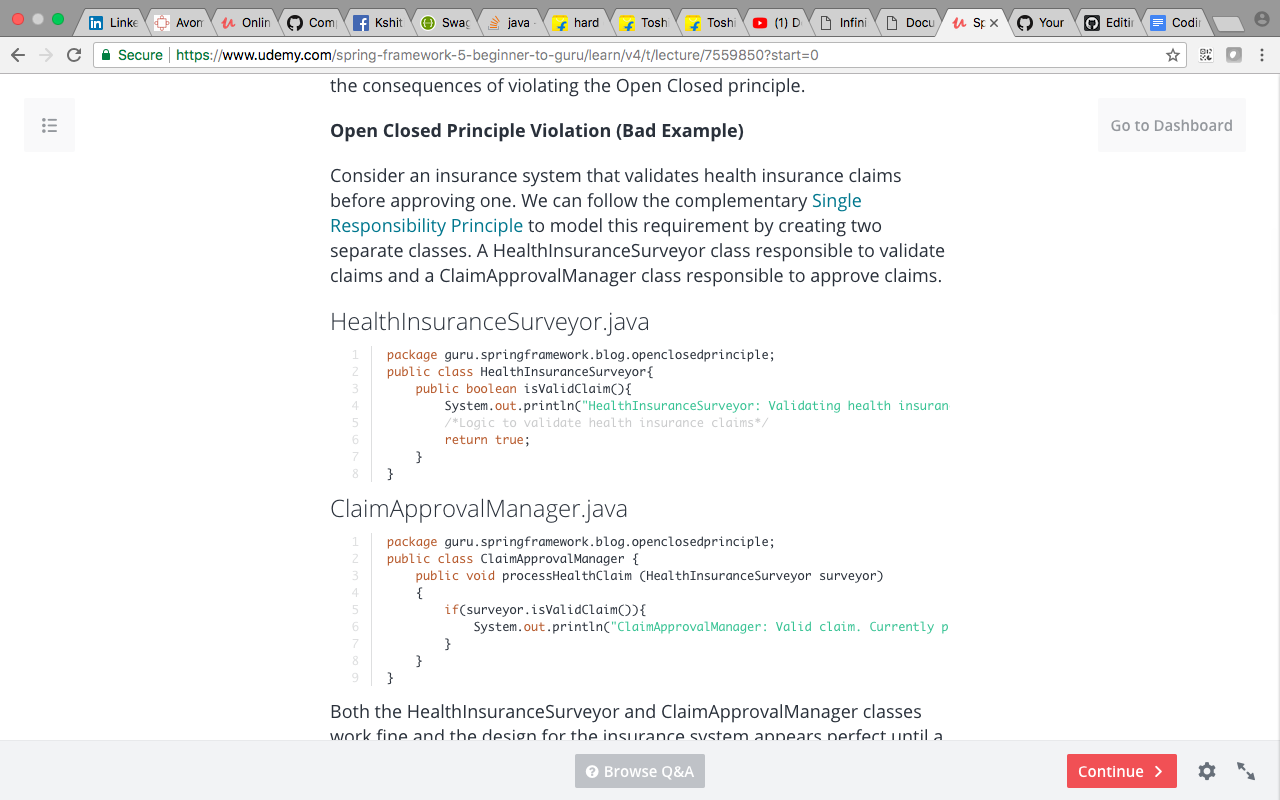 Linke
Avon
Onlin
Com
Kshit
Swag
java -
hard
Tosh
Toshi
(1) D
Infini
Docu
Sp
Your
Editin
Codin
Secure https://www.udemy.com/spring-framework-5-beginner-to-guru/learn/v4/t/lecture/7559850?start=0
the consequences of violating the Open Closed principle.
Go to Dashboard
Open Closed Principle Violation (Bad Example)
Consider an insurance system that validates health insurance claims
before approving one. We can follow the complementary Single
Responsibility Principle to model this requirement by creating two
separate classes. A HealthInsuranceSurveyor class responsible to validate
claims and a ClaimApprovalManager class responsible to approve claims.
HealthInsuranceSurveyor.java
1 package guru.springframework.blog.openclosedprinciple;
2 public class HealthInsuranceSurveyor{
3 public boolean isValidClaim(){
4 System.out.println("HealthInsuranceSurveyor: Validating health insuran
5 /*Logic to validate health insurance claims*/
6 return true;
7 }
8 }
ClaimApprovalManager.java
1 package guru.springframework.blog.openclosedprinciple;
2 public class ClaimApprovalManager {
3 public void processHealthClaim (HealthInsuranceSurveyor surveyor)
4 {
5 if(surveyor.isValidClaim()){
6 System.out.println("ClaimApprovalManager: Valid claim. Currently p
7 }
8 }
9 }
Both the HealthInsuranceSurveyor and ClaimApprovalManager classes
work fine and the design for the insurance system appears perfect until a
Browse Q&A
Continue